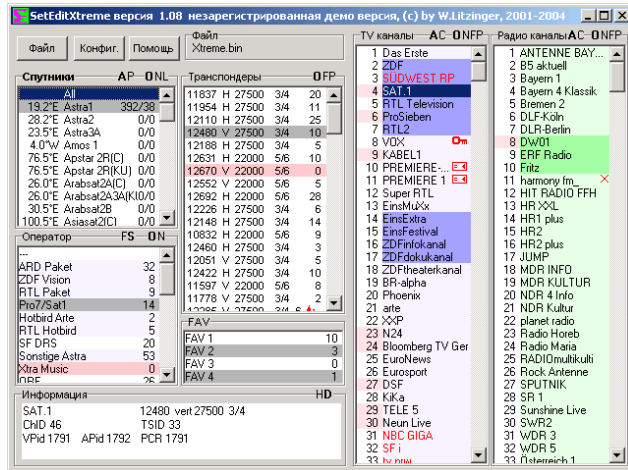 SetEditXtreme версия 1.08 незарегистрированная демо версия, (c) by W.Litzinger, 2001-2004
Файл Конфиг. Помощь
Файл
Xtreme.bin
Спутники AP ONL
All
19.2°E Astra1 392/38
28.2°E Astra2 0/0
23.5°E Astra3A 0/0
4.0°W Amos 1 0/0
76.5°E Apstar 2R(C) 0/0
76.5°E Apstar 2R(KU) 0/0
26.0°E Arabsat2A(C) 0/0
26.0°E Arabsat2A3A(KU)0/0
30.5°E Arabsat2B 0/0
100.5°E Asiasat2(C) 0/0
Оператор FS ON
...
ARD Paket 32
ZDF Vision 8
RTL Paket 9
Pro7/Sat1 14
Hotbird Arte 2
RTL Hotbird 5
SF DRS 20
Sonstige Astra 53
Xtra Music 0
ORF 26
Транспондеры OFP
11837 H 27500 3/4 20
11954 H 27500 3/4 11
12110 H 27500 3/4 25
12480 V 27500 3/4 10
12188 H 27500 3/4 5
12631 H 22000 5/6 10
12670 V 22000 5/6 0
12552 V 22000 5/6 5
12692 H 22000 5/6 28
12226 H 27500 3/4 6
12148 H 27500 3/4 14
10832 H 22000 5/6 9
12460 H 27500 3/4 3
12051 V 27500 3/4 5
12422 H 27500 3/4 10
11597 V 22000 5/6 8
11778 V 27500 3/4 2
12285 V 27500 3/4 6
FAV
FAV 1 10
FAV 2 3
FAV 3 0
FAV 4 1
Информация HD
SAT.1 12480 vert 27500 3/4
ChID 46 TSID 33
VPid 1791 APid 1792 PCR 1791
TV каналы AC ONFP
1 Das Erste
2 ZDF
3 SÜDWEST RP
4 SAT.1
5 RTL Television
6 ProSieben
7 RTL2
8 VOX
9 KABEL1
10 PREMIERE-...
11 PREMIERE 1
12 Super RTL
13 EinsMuXx
14 EinsExtra
15 EinsFestival
16 ZDFinfokanal
17 ZDFdokukanal
18 ZDFtheaterkanal
19 BR-alpha
20 Phoenix
21 arte
22 XXP
23 N24
24 Bloomberg TV Ger
25 EuroNews
26 Eurosport
27 DSF
28 KiKa
29 TELE 5
30 Neun Live
31 NBC GIGA
32 SF i
33 tv.nrw
Радио каналы AC ONFP
1 ANTENNE BAY...
2 B5 aktuell
3 Bayern 1
4 Bayern 4 Klassik
5 Bremen 2
6 DLF-Köln
7 DLR-Berlin
8 DW01
9 ERF Radio
10 Fritz
11 harmony fm_
12 HIT RADIO FFH
13 HR XXL
14 HR1 plus
15 HR2
16 HR2 plus
17 JUMP
18 MDR INFO
19 MDR KULTUR
20 NDR 4 Info
21 NDR Kultur
22 planet radio
23 Radio Horeb
24 Radio Maria
25 RADIOmultikulti
26 Rock Antenne
27 SPUTNIK
28 SR 1
29 Sunshine Live
30 SWR2
31 WDR 3
32 WDR 5
33 Österreich 1